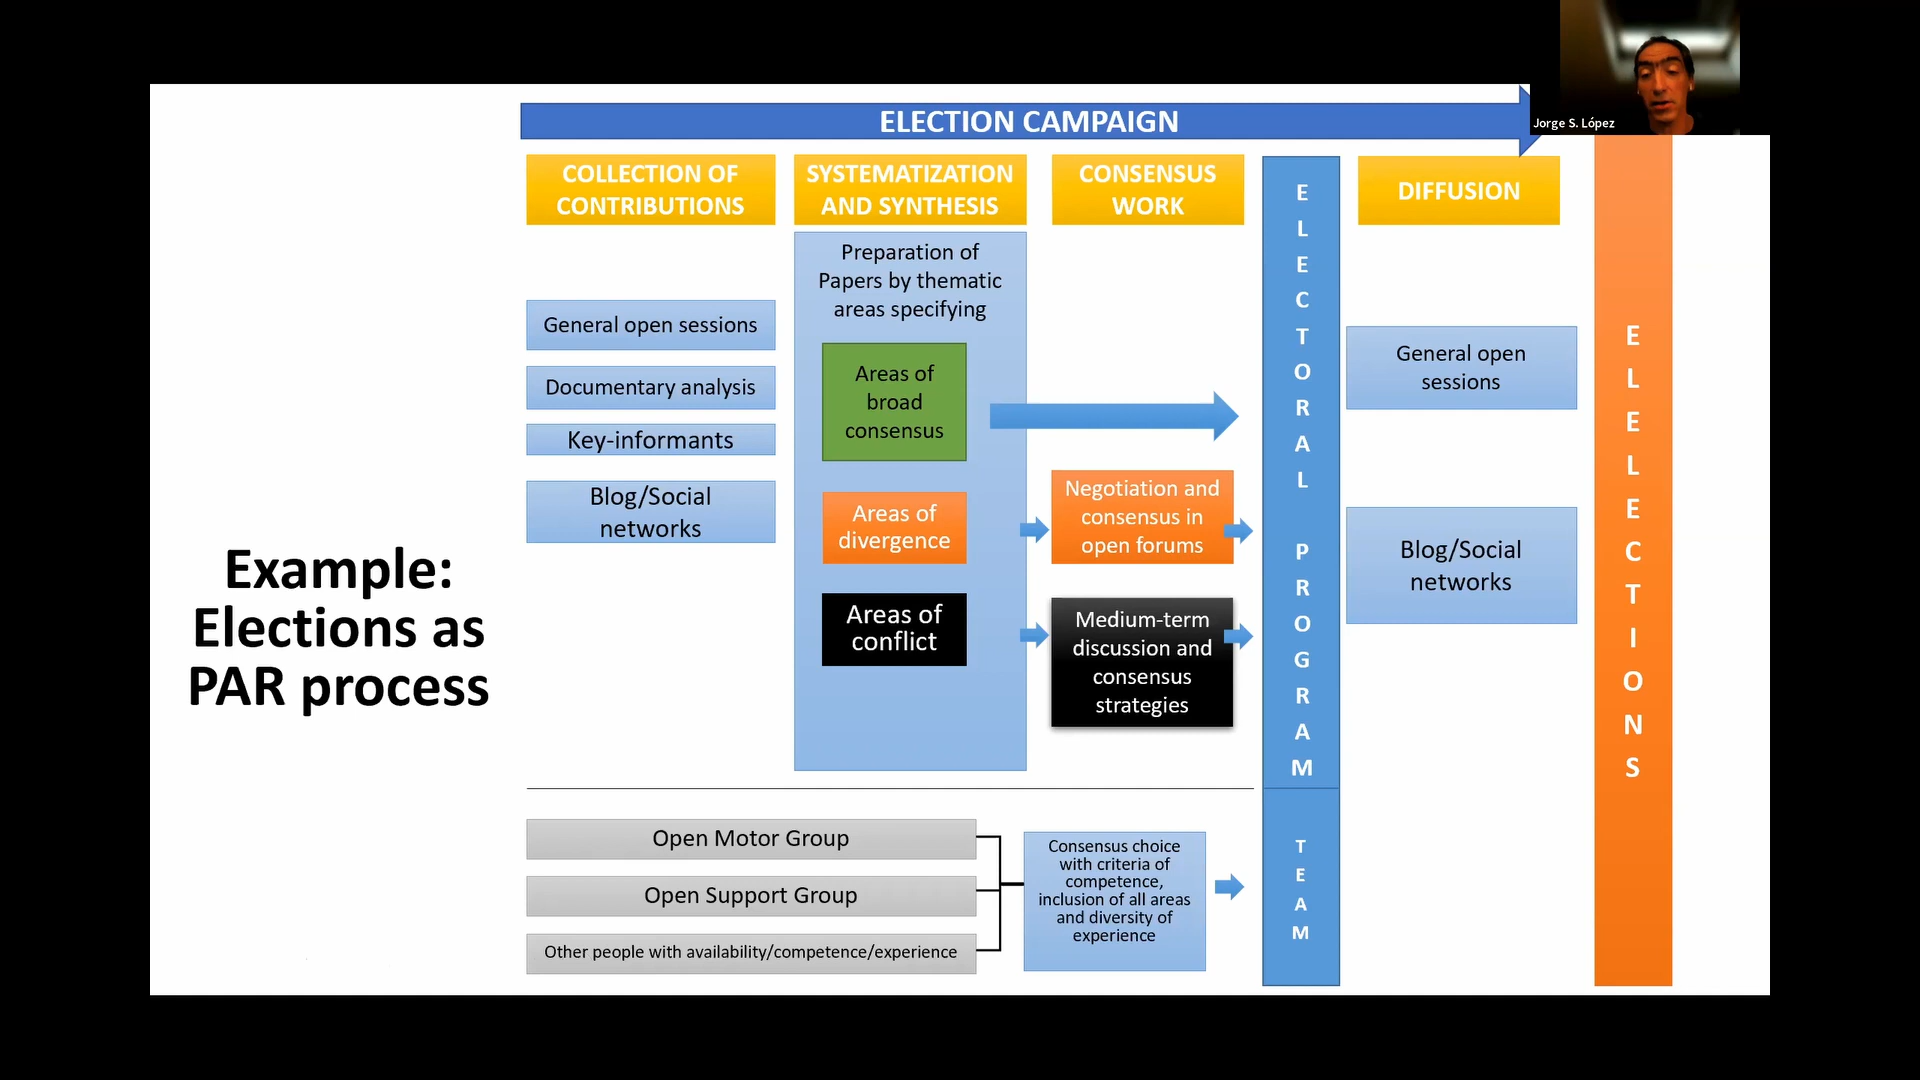 ELECTION CAMPAIGN
Jorge S. López
COLLECTION OF
CONTRIBUTIONS
SYSTEMATIZATION
AND SYNTHESIS
CONSENSUS
WORK
DIFFUSION
General open sessions
Documentary analysis
Key-informants
Blog/Social
networks
Preparation of
Papers by thematic
areas specifying
Areas of
broad
consensus
Areas of
divergence
Areas of
conflict
Negotiation and
consensus in
open forums
Medium-term
discussion and
consensus
strategies
ELECTORAL PROGRAM
TEAM
General open
sessions
Blog/Social
networks
ELELECTIONS
Example:
Elections as
PAR process
Open Motor Group
Open Support Group
Other people with availability/competence/experience
Consensus choice
with criteria of
competence,
inclusion of all areas
and diversity of
experience